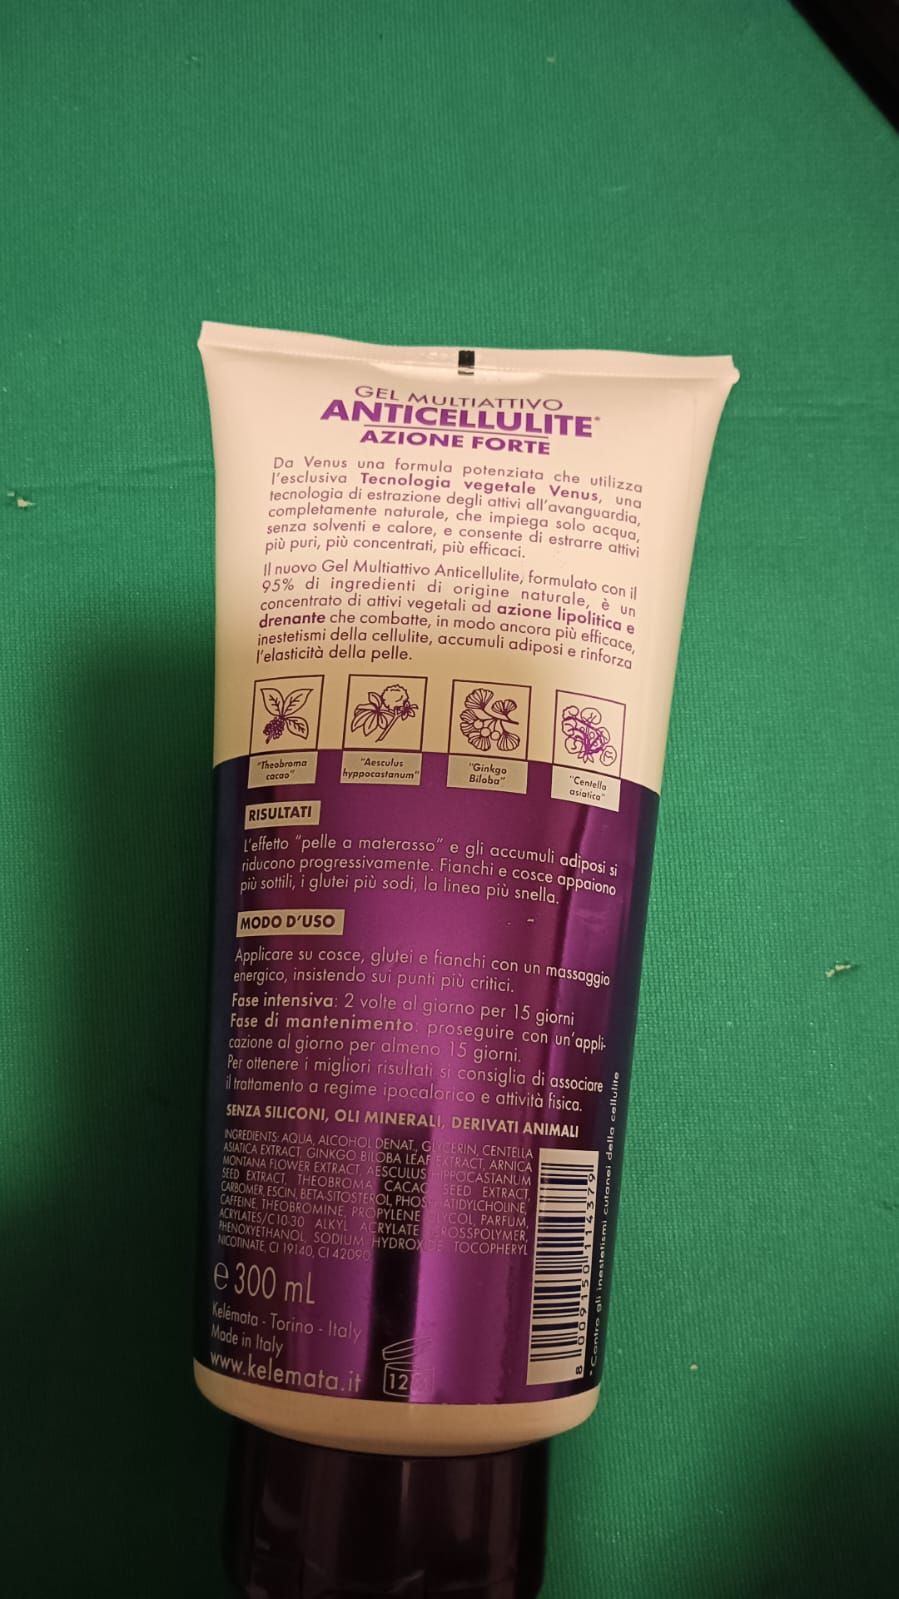 GEL MULTIATTIVO
ANTICELLULITE*
AZIONE FORTE
Da Venus una formula potenziata che utilizza
l'esclusiva Tecnologia vegetale Venus, una
tecnologia di estrazione degli attivi all'avanguardia,
completamente naturale, che impiega solo acqua,
senza solventi e calore, e consente di estrarre attivi
più puri, più concentrati, più efficaci.
Il nuovo Gel Multiattivo Anticellulite, formulato con il
95% di ingredienti di origine naturale, è un
concentrato di attivi vegetali ad azione lipolitica e
drenante che combatte, in modo ancora più efficace,
inestetismi della cellulite, accumuli adiposi e rinforza
l'elasticità della pelle.
"Theobroma
cacao"
"Aesculus
hyppocastanum"
"Ginkgo
Biloba"
"Centella
asiatica"
RISULTATI
L'effetto "pelle a materasso" e gli accumuli adiposi si
riducono progressivamente. Fianchi e cosce appaiono
più sottili, i glutei più sodi, la linea più snella.
MODO D'USO
Applicare su cosce, glutei e fianchi con un massaggio
energico, insistendo sui punti più critici.
Fase intensiva: 2 volte al giorno per 15 giorni
Fase di mantenimento: proseguire con un'appli-
cazione al giorno per almeno 15 giorni.
Per ottenere i migliori risultati si consiglia di associare
il trattamento a regime ipocalorico e attività fisica.
SENZA SILICONI, OLI MINERALI, DERIVATI ANIMALI
INGREDIENTS: AQUA, ALCOHOL DENAT., GLYCERIN, CENTELLA
ASIATICA EXTRACT, GINKGO BILOBA LEAF EXTRACT, ARNICA
MONTANA FLOWER EXTRACT, AESCULUS HIPPOCASTANUM
SEED EXTRACT, THEOBROMA CACAO SEED EXTRACT,
CARBOMER, ESCIN, BETA-SITOSTEROL, PHOSPHATIDYLCHOLINE,
CAFFEINE, THEOBROMINE, PROPYLENE GLYCOL, PARFUM,
ACRYLATES/C10-30 ALKYL ACRYLATE CROSSPOLYMER,
PHENOXYETHANOL, SODIUM HYDROXIDE, TOCOPHERYL
NICOTINATE, CI 19140, CI 42090
e 300 mL
Kelémata - Torino - Italy
Made in Italy
www.kelemata.it
8 009150 114379
* Contro gli inestetismi cutanei della cellulite